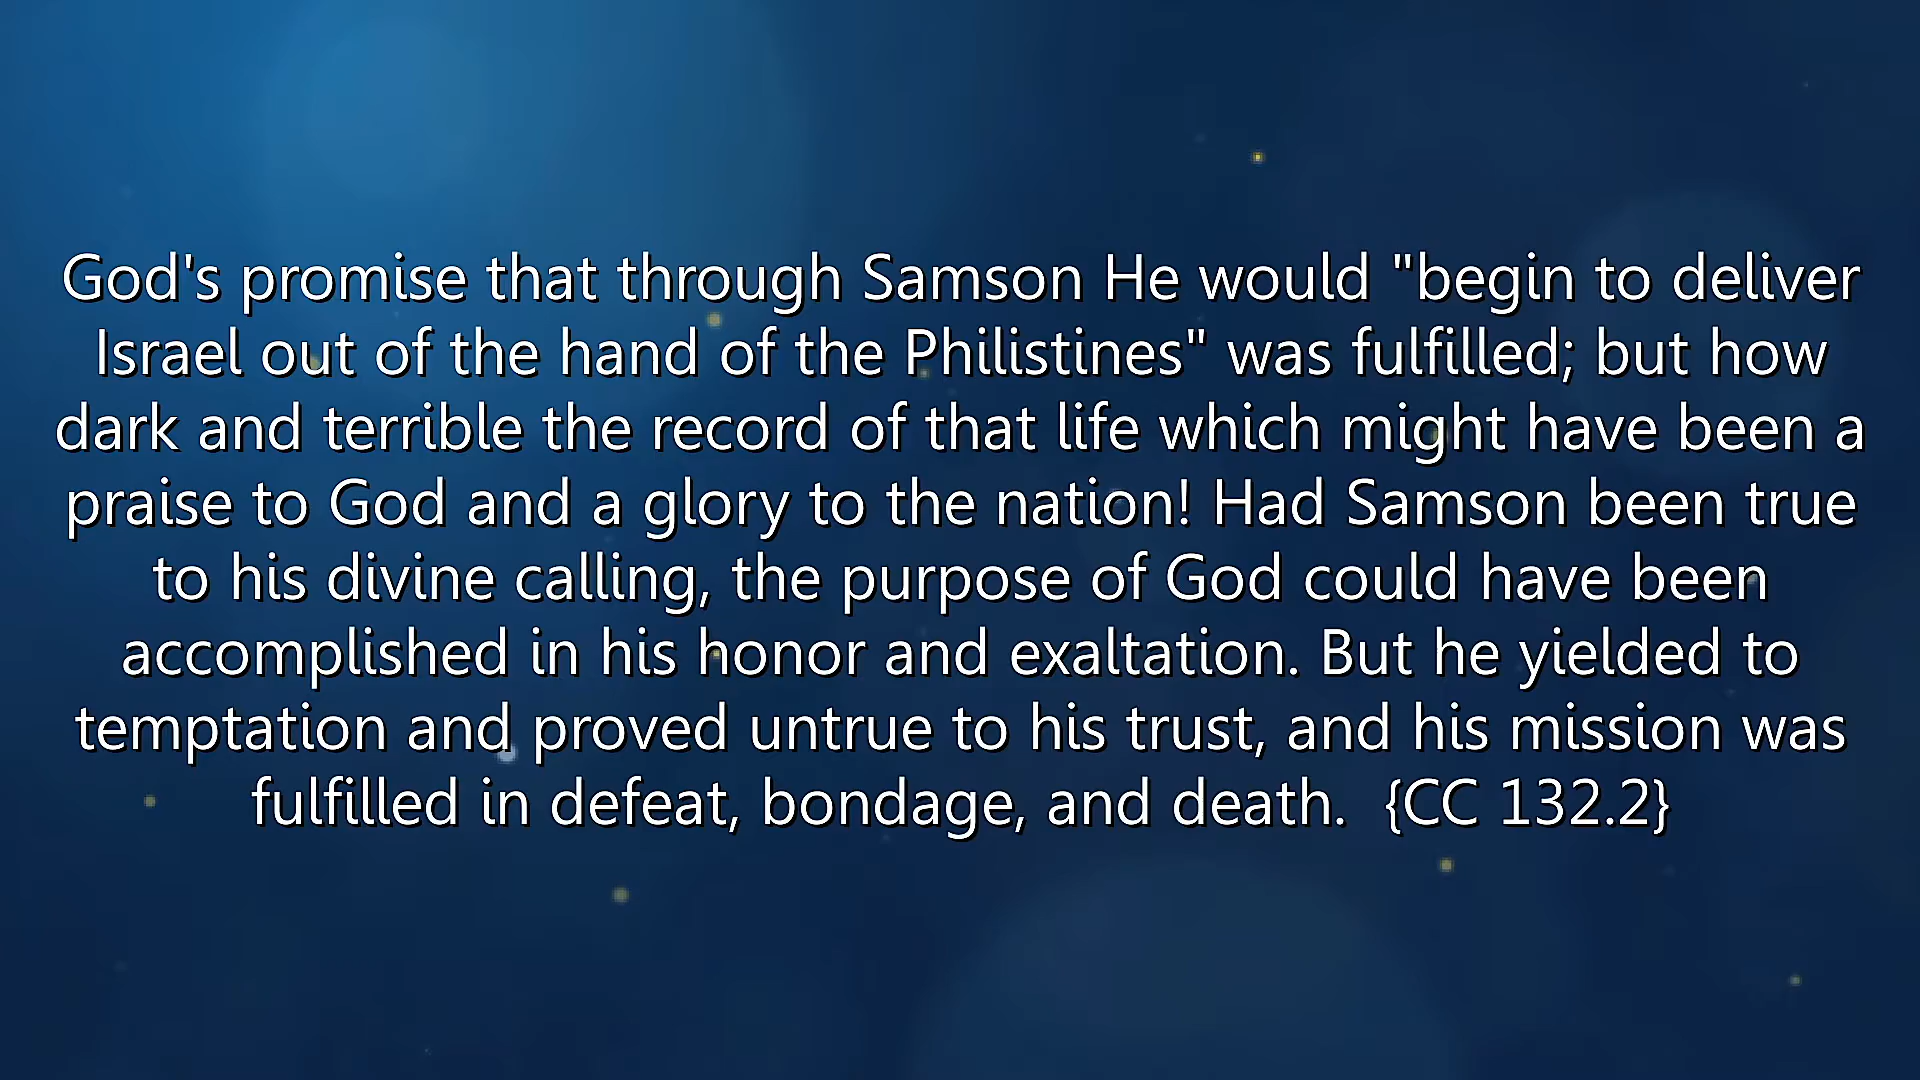 God's promise that through Samson He would "begin to deliver
Israel out of the hand of the Philistines" was fulfilled; but how
dark and terrible the record of that life which might have been a
praise to God and a glory to the nation! Had Samson been true
to his divine calling, the purpose of God could have been
accomplished in his honor and exaltation. But he yielded to
temptation and proved untrue to his trust, and his mission was
fulfilled in defeat, bondage, and death.  {CC 132.2}